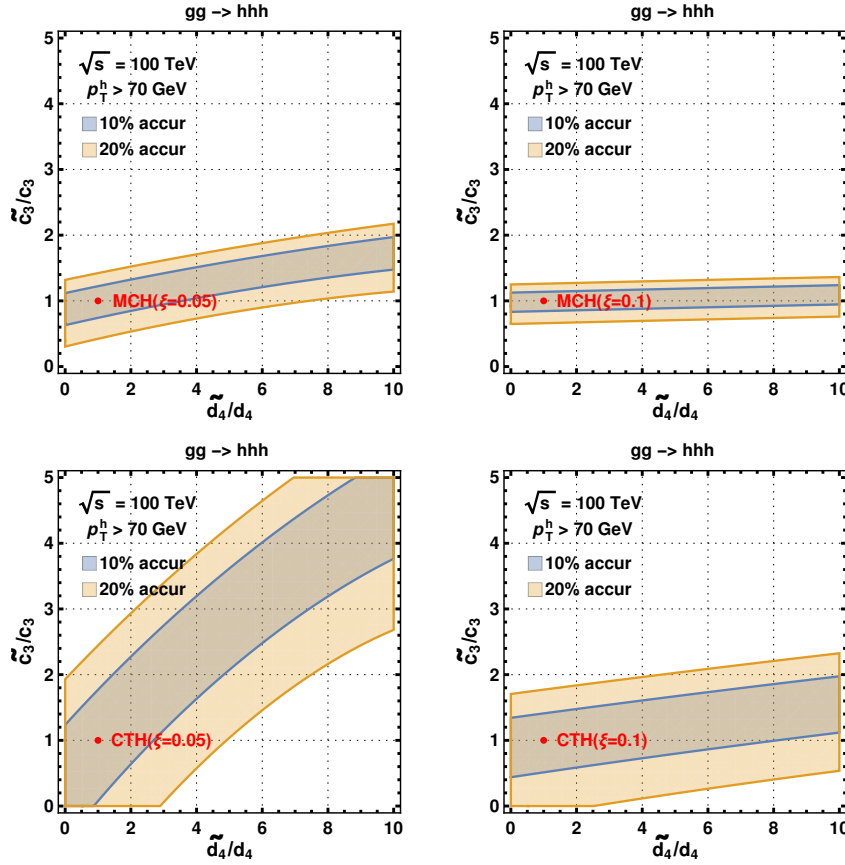 gg -> hhh
5
4
3
2
1
0
c̃₃/c₃
√s = 100 TeV
p_T^h > 70 GeV
10% accur
20% accur
MCH(ξ=0.05)
0 2 4 6 8 10
d̃₄/d₄
gg -> hhh
5
4
3
2
1
0
c̃₃/c₃
√s = 100 TeV
p_T^h > 70 GeV
10% accur
20% accur
MCH(ξ=0.1)
0 2 4 6 8 10
d̃₄/d₄
gg -> hhh
5
4
3
2
1
0
c̃₃/c₃
√s = 100 TeV
p_T^h > 70 GeV
10% accur
20% accur
CTH(ξ=0.05)
0 2 4 6 8 10
d̃₄/d₄
gg -> hhh
5
4
3
2
1
0
c̃₃/c₃
√s = 100 TeV
p_T^h > 70 GeV
10% accur
20% accur
CTH(ξ=0.1)
0 2 4 6 8 10
d̃₄/d₄